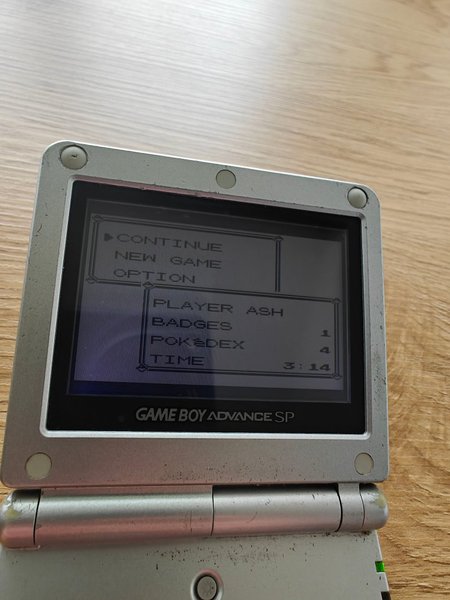 ▶CONTINUE
NEW GAME
OPTION
PLAYER ASH
BADGES 1
POKéDEX 4
TIME 3:14
GAME BOY ADVANCE SP